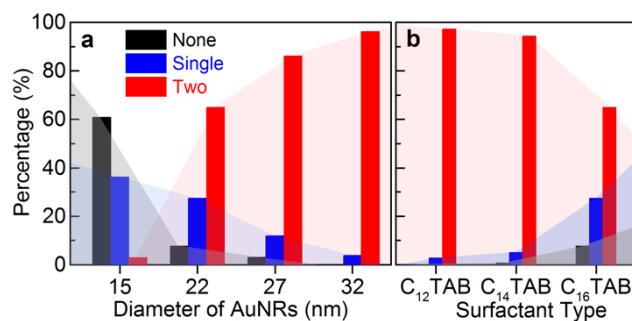 100
80
60
40
20
0
Percentage (%)
a
None
Single
Two
b
15
22
27
32
Diameter of AuNRs (nm)
C₁₂TAB
C₁₄TAB
C₁₆TAB
Surfactant Type